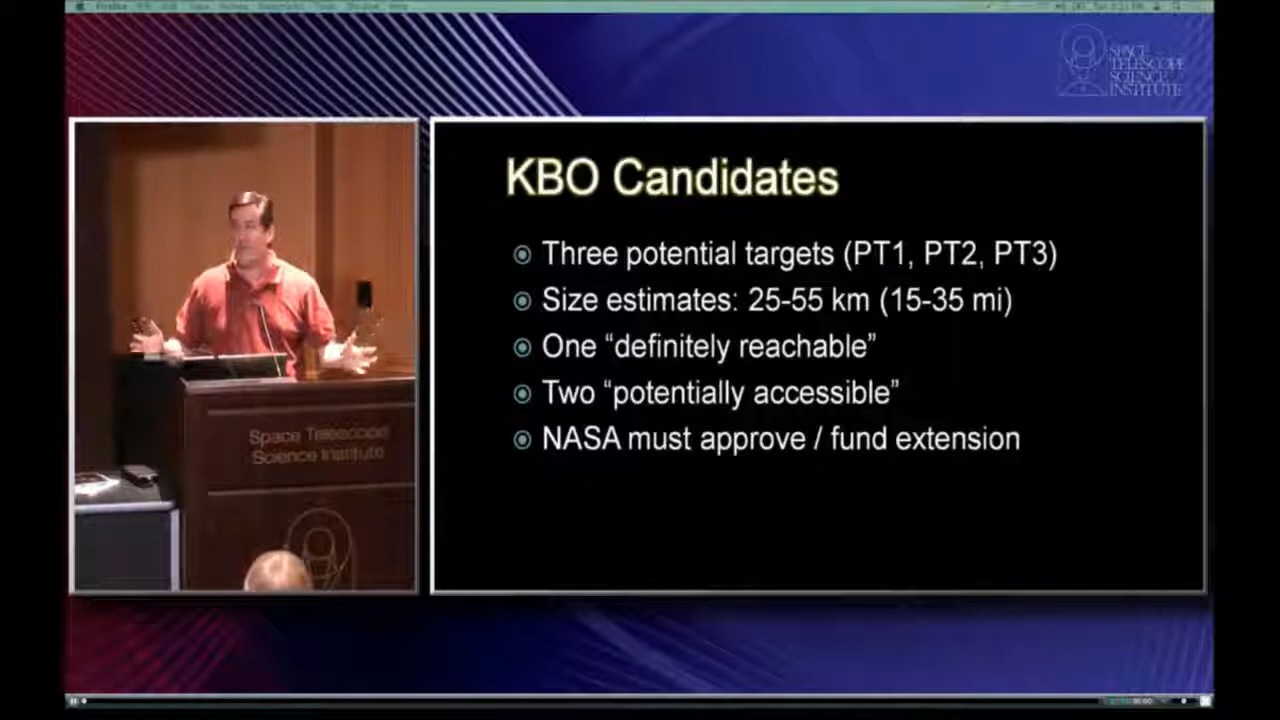 Firefox
SPACE
TELESCOPE
SCIENCE
INSTITUTE
KBO Candidates
Three potential targets (PT1, PT2, PT3)
Size estimates: 25-55 km (15-35 mi)
One “definitely reachable”
Two “potentially accessible”
NASA must approve / fund extension
Space Telescope
Science Institute